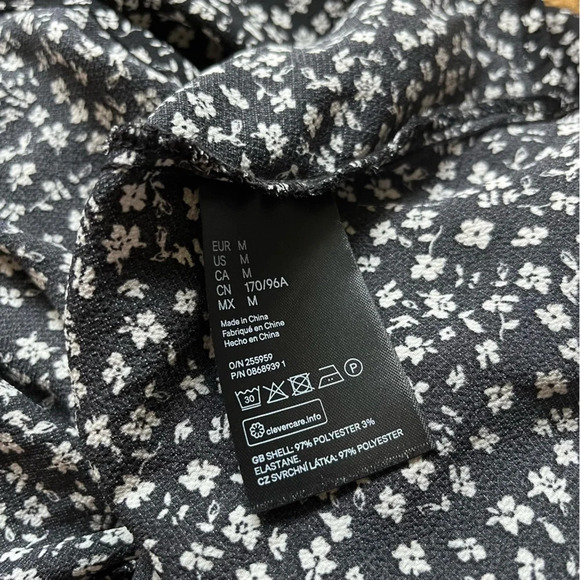 EUR M
US M
CA M
CN 170/96A
MX M
Made in China
Fabriqué en Chine
Hecho en China
O/N 255959
P/N 0868939 1
30 P
clevercare.info
GB SHELL: 97% POLYESTER 3%
ELASTANE.
CZ SVRCHNÍ LÁTKA: 97% POLYESTER